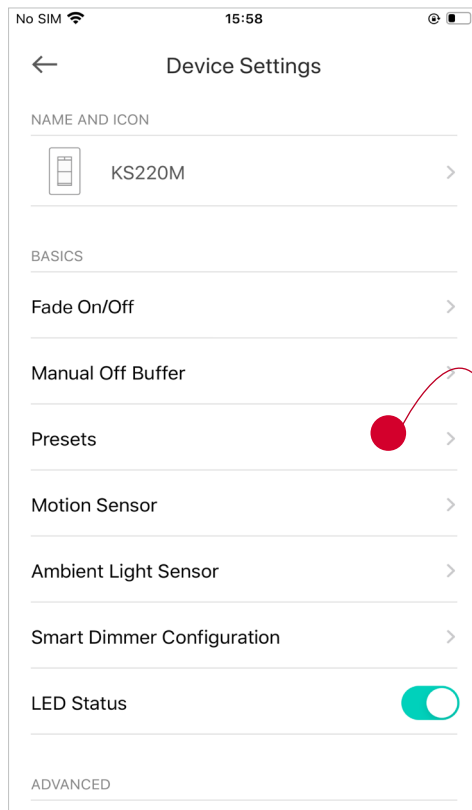 No SIM 15:58
Device Settings
NAME AND ICON
KS220M
BASICS
Fade On/Off
Manual Off Buffer
Presets
Motion Sensor
Ambient Light Sensor
Smart Dimmer Configuration
LED Status
ADVANCED